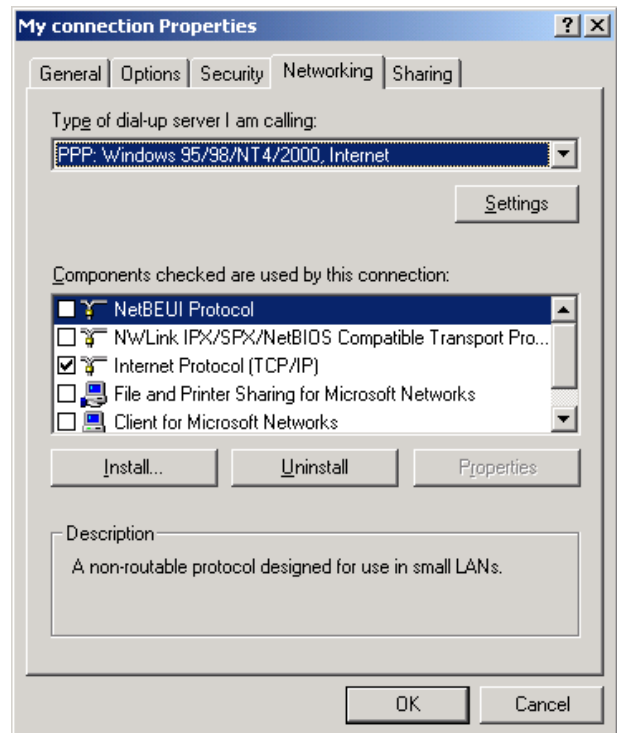 My connection Properties
General Options Security Networking Sharing
Type of dial-up server I am calling:
PPP: Windows 95/98/NT4/2000, Internet
Settings
Components checked are used by this connection:
NetBEUI Protocol
NWLink IPX/SPX/NetBIOS Compatible Transport Pro...
Internet Protocol (TCP/IP)
File and Printer Sharing for Microsoft Networks
Client for Microsoft Networks
Install... Uninstall Properties
Description
A non-routable protocol designed for use in small LANs.
OK Cancel